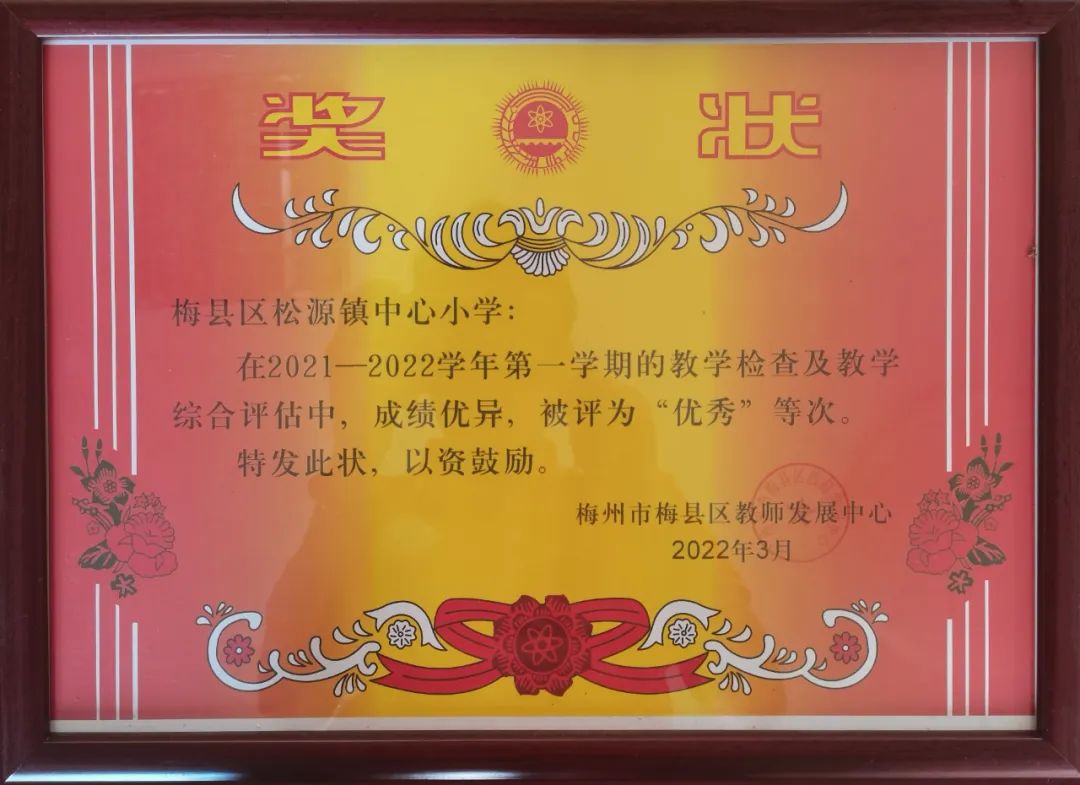 奖 状
梅县区松源镇中心小学：
在2021—2022学年第一学期的教学检查及教学
综合评估中，成绩优异，被评为“优秀”等次。
特发此状，以资鼓励。
梅州市梅县区教师发展中心
2022年3月